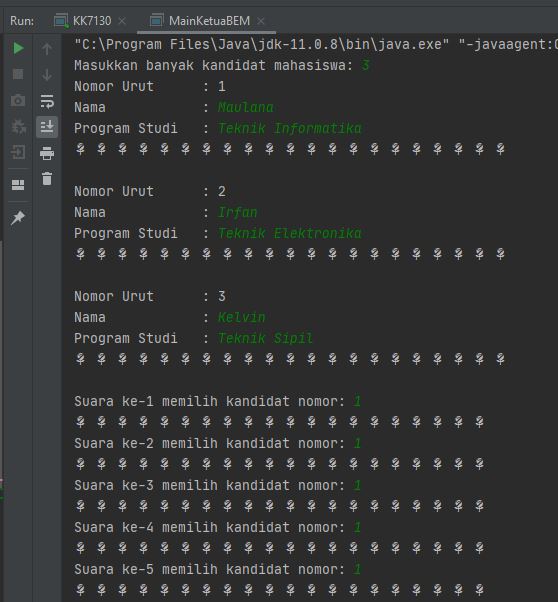 Run: KK7130 × MainKetuaBEM ×
"C:\Program Files\Java\jdk-11.0.8\bin\java.exe" "-javaagent:C
Masukkan banyak kandidat mahasiswa: 3
Nomor Urut : 1
Nama : Maulana
Program Studi : Teknik Informatika
Nomor Urut : 2
Nama : Irfan
Program Studi : Teknik Elektronika
Nomor Urut : 3
Nama : Kelvin
Program Studi : Teknik Sipil
Suara ke-1 memilih kandidat nomor: 1
Suara ke-2 memilih kandidat nomor: 1
Suara ke-3 memilih kandidat nomor: 1
Suara ke-4 memilih kandidat nomor: 1
Suara ke-5 memilih kandidat nomor: 1